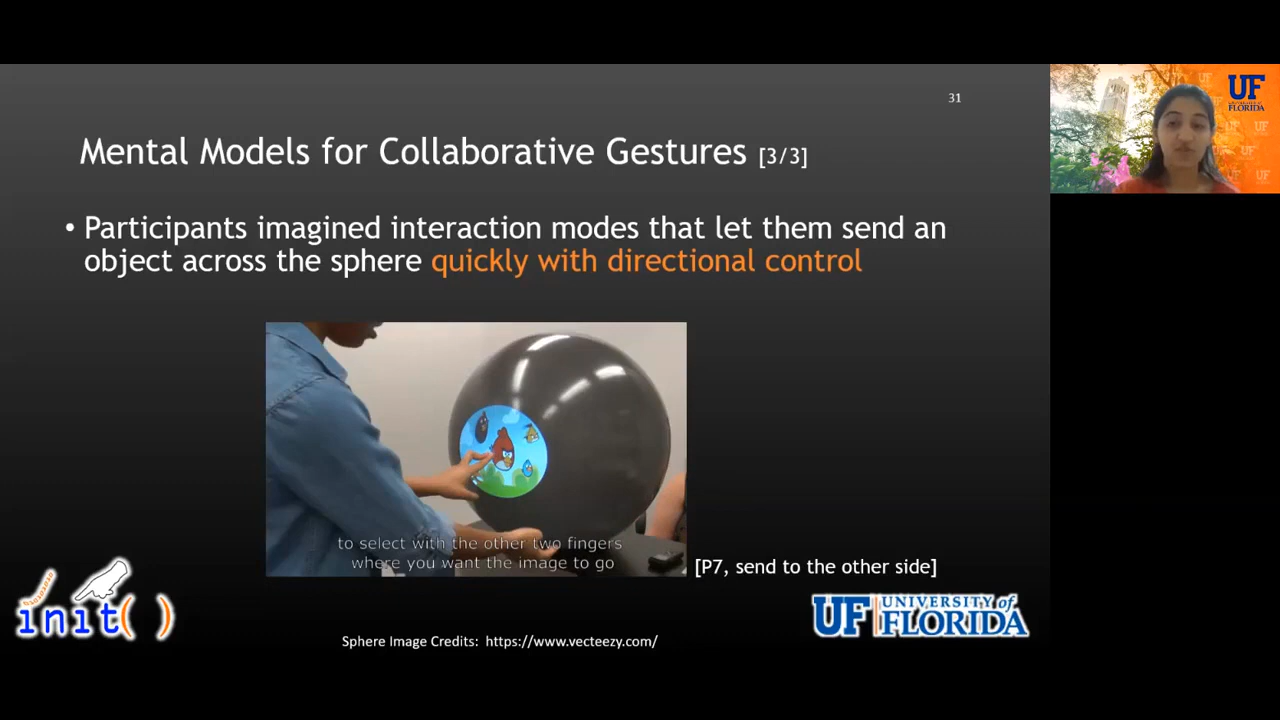 31
Mental Models for Collaborative Gestures [3/3]
• Participants imagined interaction modes that let them send an
object across the sphere quickly with directional control
to select with the other two fingers
where you want the image to go
[P7, send to the other side]
init( )
UF UNIVERSITY of FLORIDA
Sphere Image Credits: https://www.vecteezy.com/
UF
UNIVERSITY of
FLORIDA